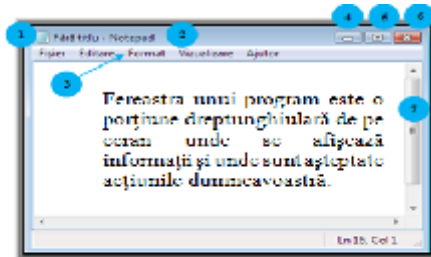 1 2 4 5 6
Fără titlu - Notepad
Fișier Editare Format Vizualizare Ajutor
3
7
Fereastra unui program este o
porțiune dreptunghiulară de pe
ecran unde se afișează
informații și unde sunt așteptate
acțiunile dumneavoastră.
Ln 15, Col 1